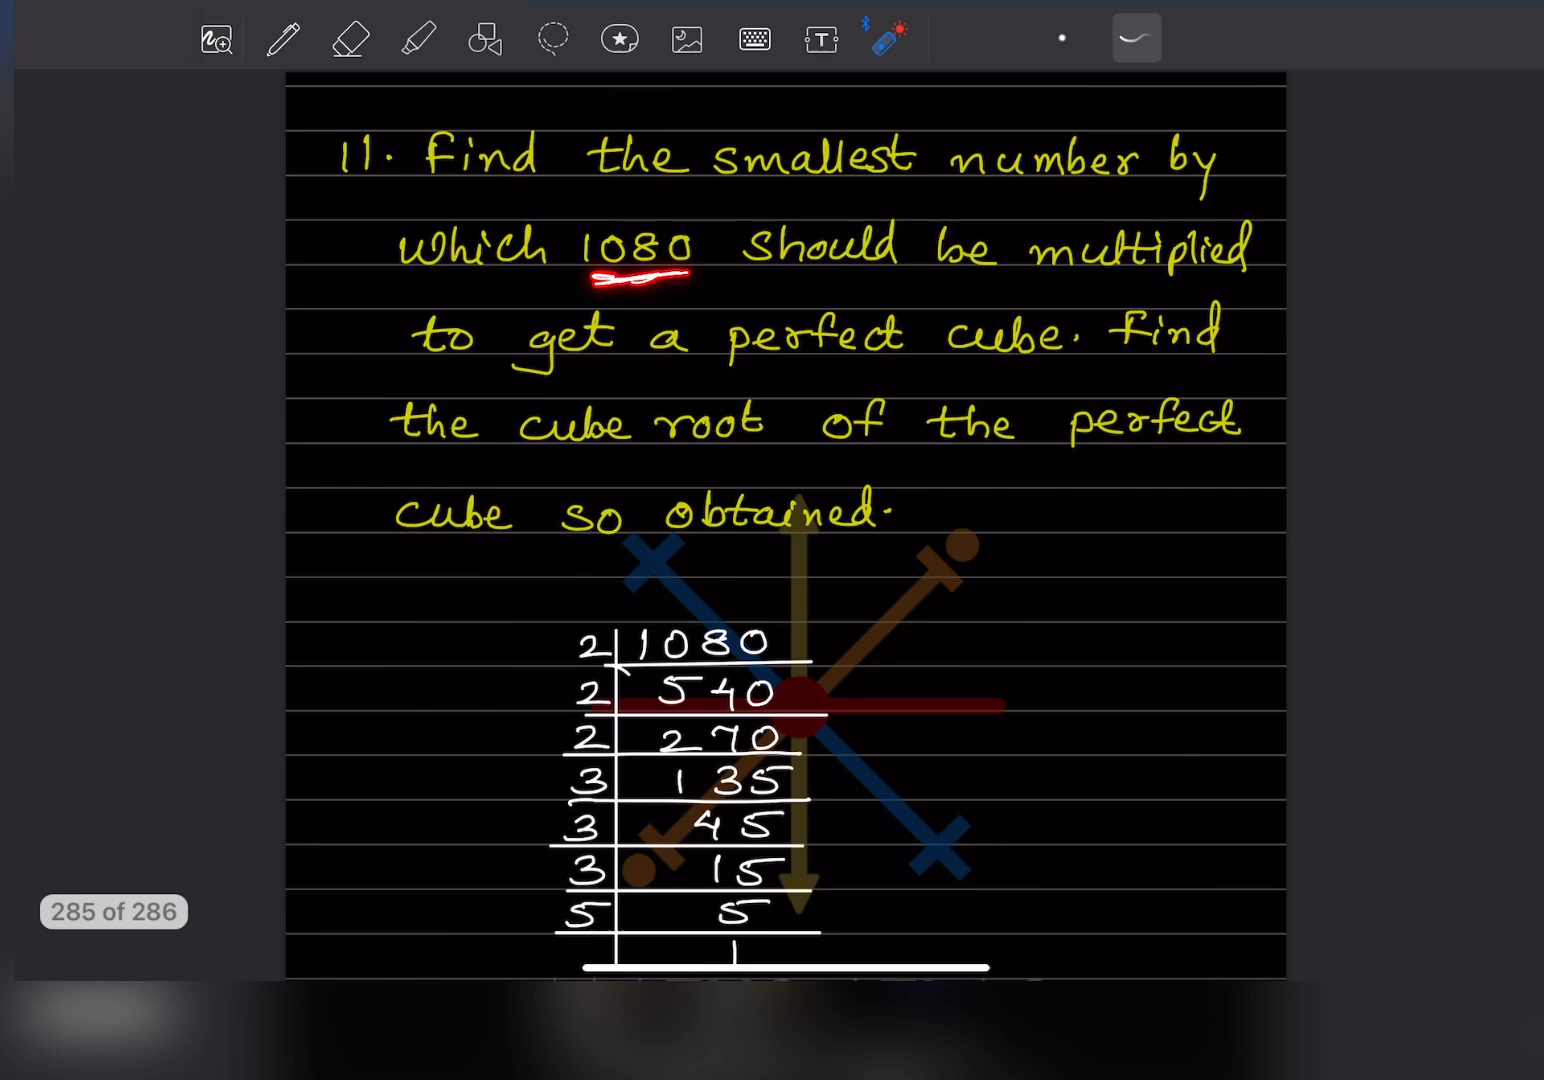 11. Find the smallest number by
which 1080 should be multiplied
to get a perfect cube. Find
the cube root of the perfect
cube so obtained.
2 1080
2 540
2 270
3 135
3 45
3 15
5 5
1
285 of 286